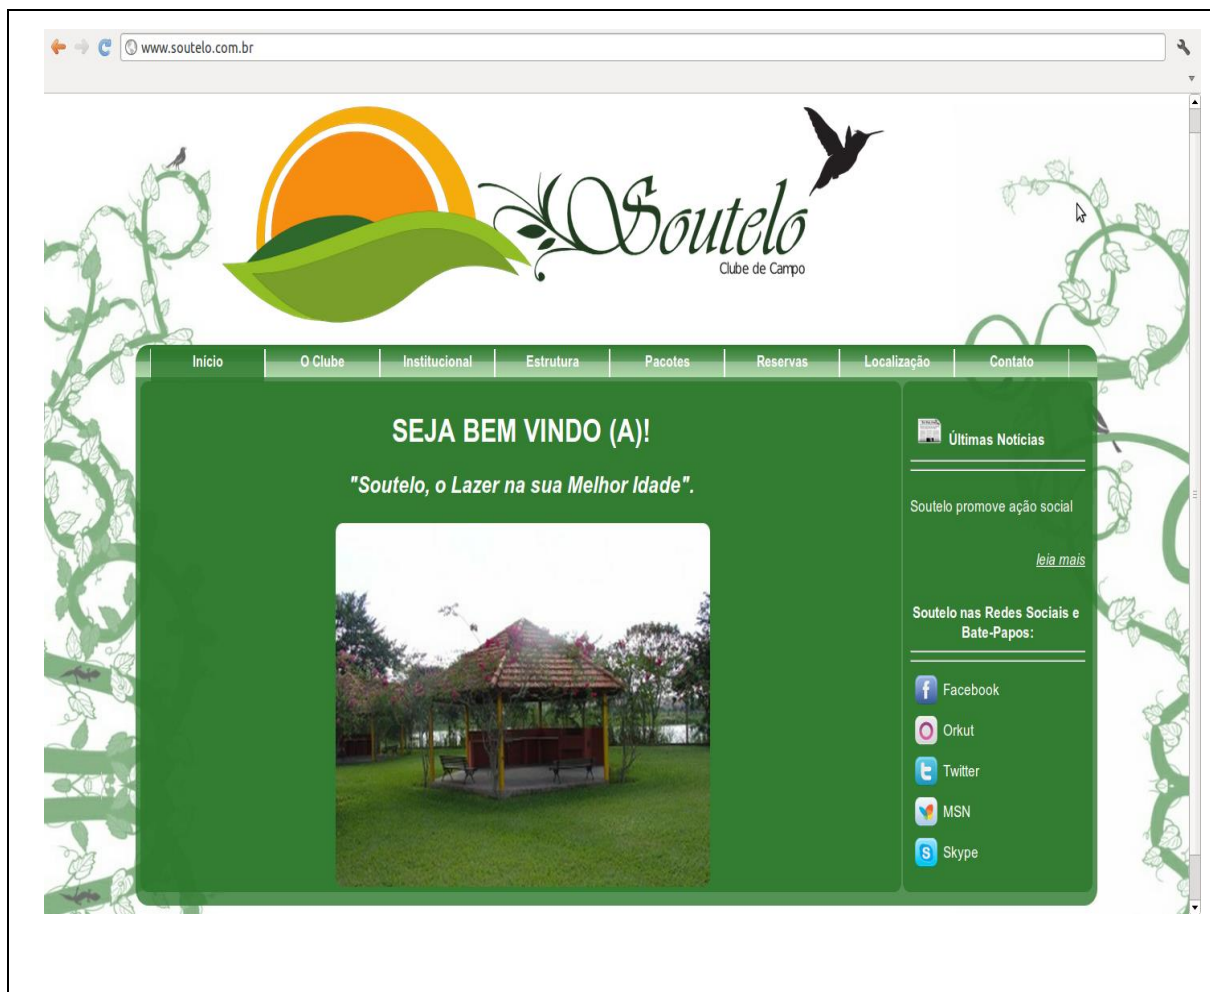 www.soutelo.com.br
Soutelo
Clube de Campo
Início
O Clube
Institucional
Estrutura
Pacotes
Reservas
Localização
Contato
SEJA BEM VINDO (A)!
"Soutelo, o Lazer na sua Melhor Idade".
Últimas Notícias
Soutelo promove ação social
leia mais
Soutelo nas Redes Sociais e
Bate-Papos:
Facebook
Orkut
Twitter
MSN
Skype